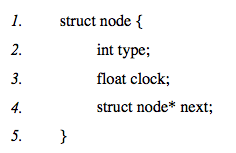 1. struct node {
2. int type;
3. float clock;
4. struct node* next;
5. }